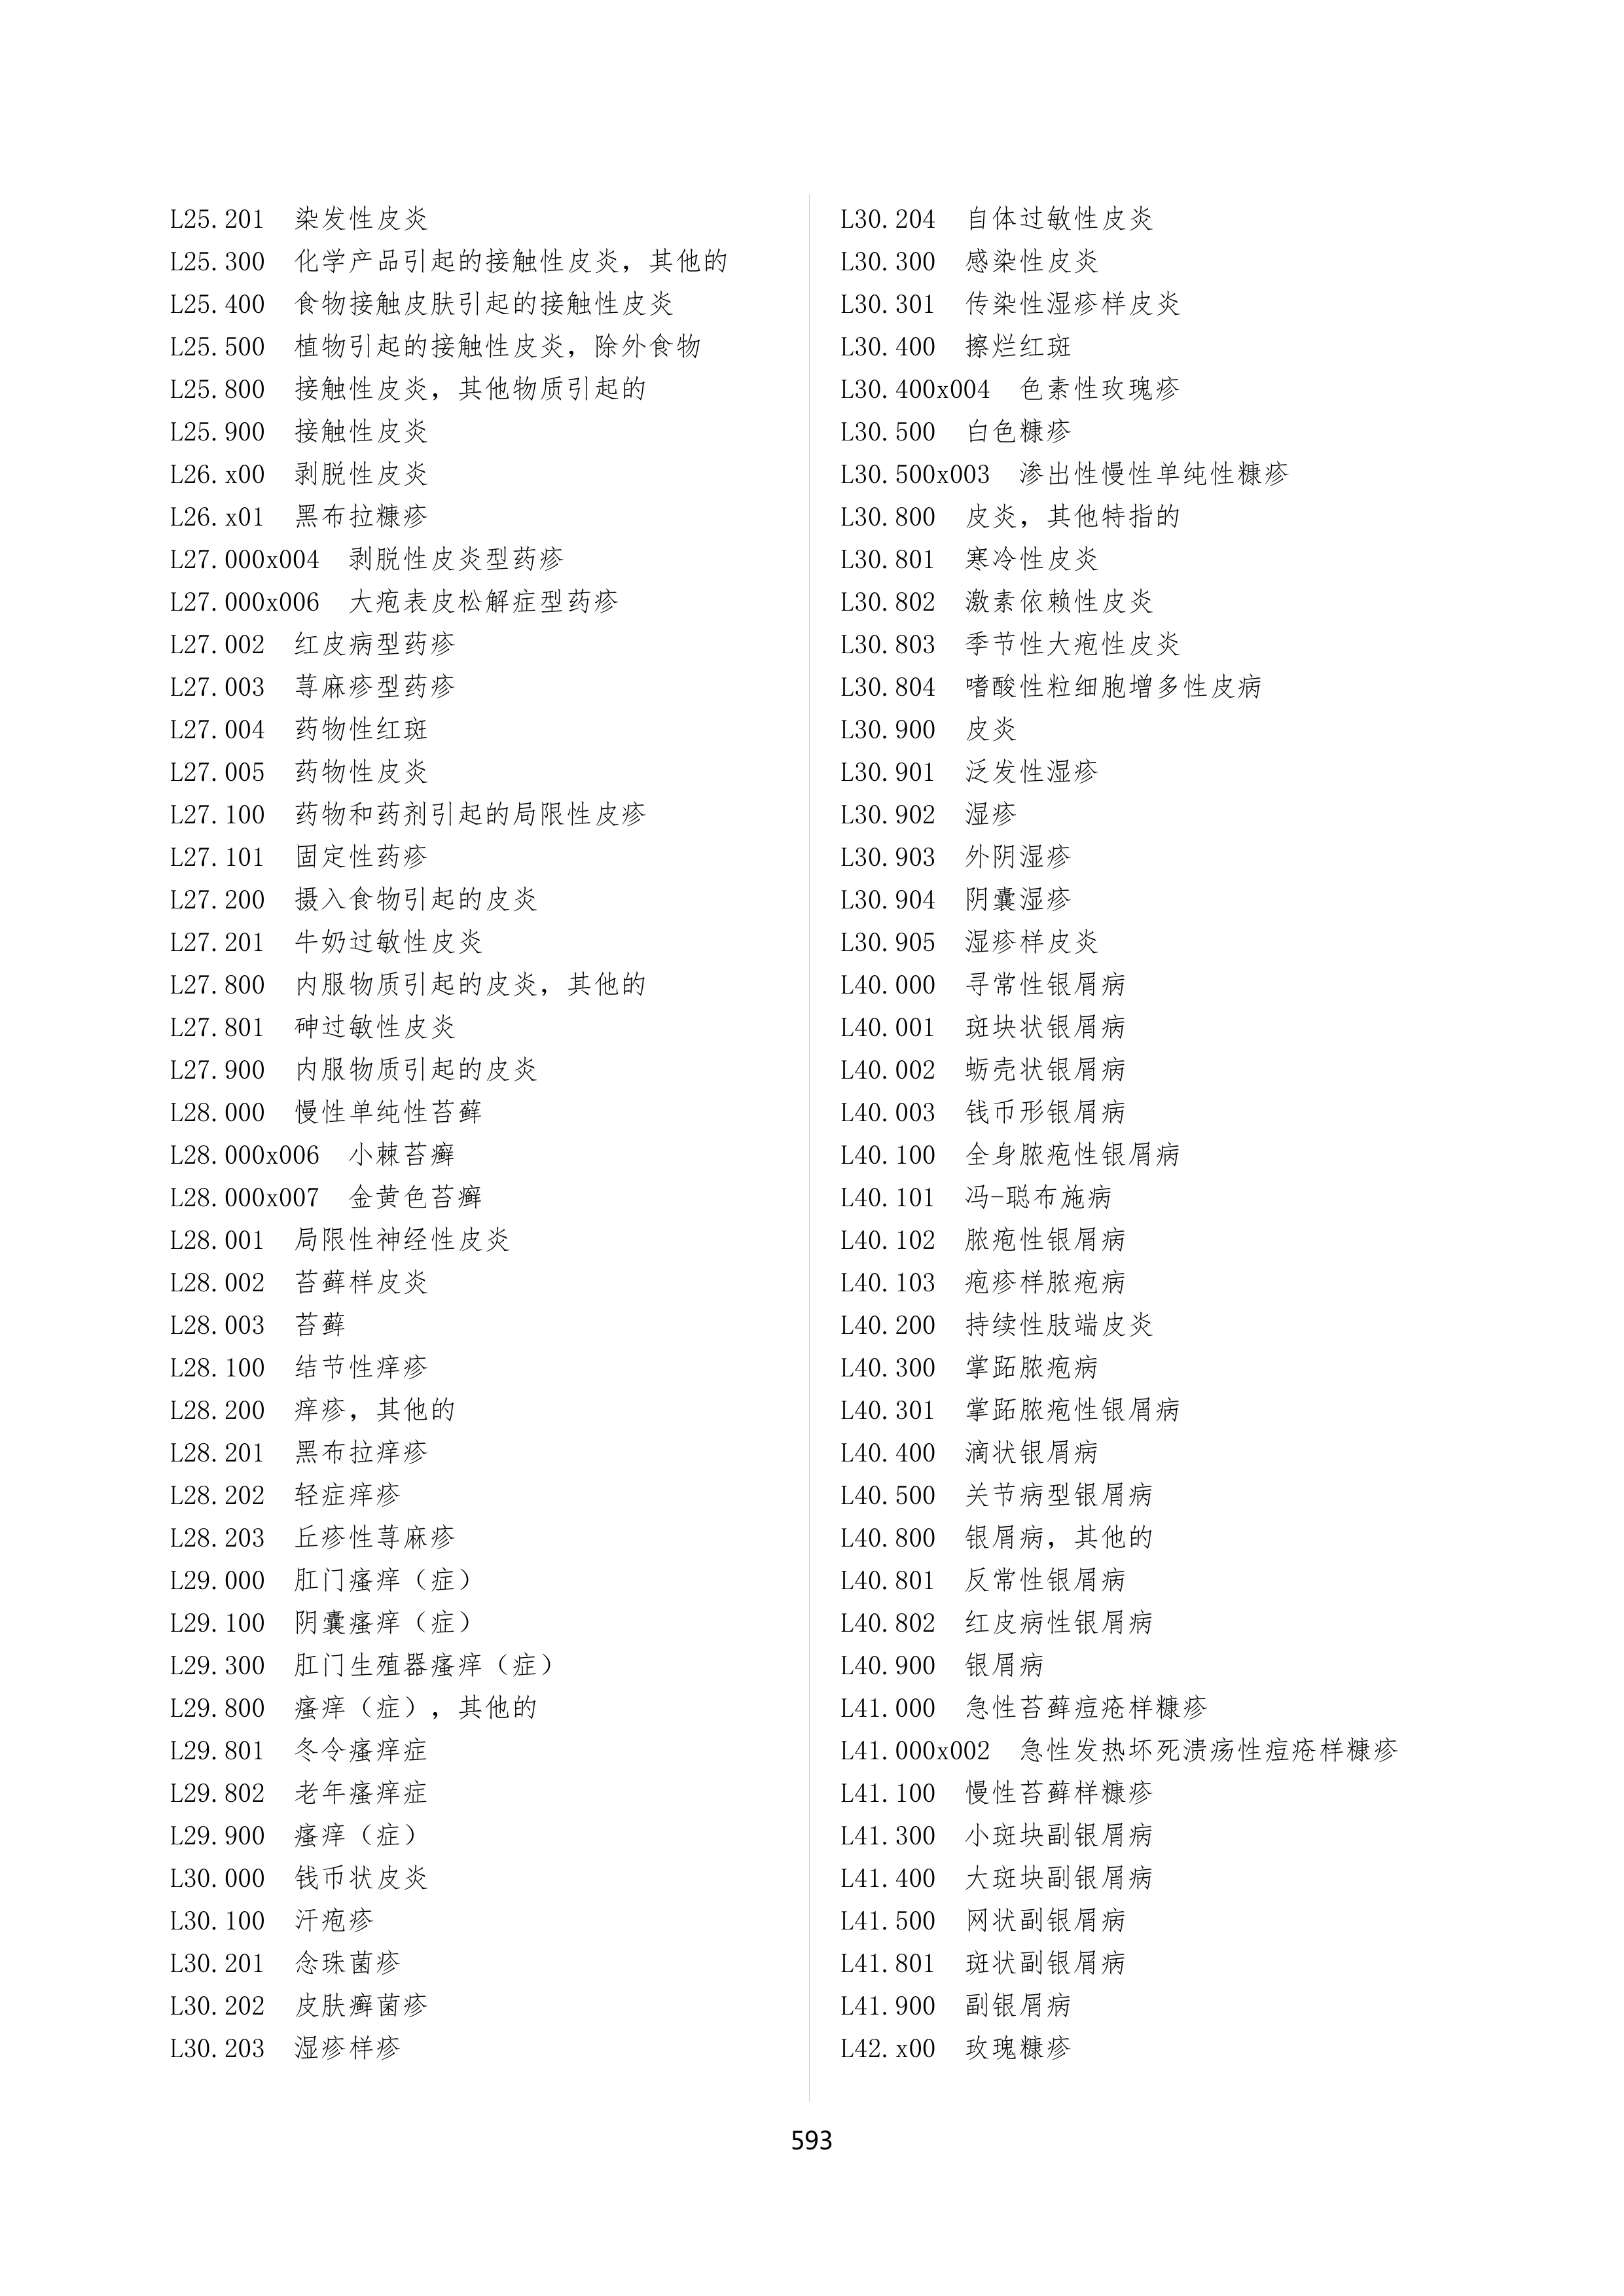 L25.201 染发性皮炎
L25.300 化学产品引起的接触性皮炎，其他的
L25.400 食物接触皮肤引起的接触性皮炎
L25.500 植物引起的接触性皮炎，除外食物
L25.800 接触性皮炎，其他物质引起的
L25.900 接触性皮炎
L26.x00 剥脱性皮炎
L26.x01 黑布拉糠疹
L27.000x004 剥脱性皮炎型药疹
L27.000x006 大疱表皮松解症型药疹
L27.002 红皮病型药疹
L27.003 荨麻疹型药疹
L27.004 药物性红斑
L27.005 药物性皮炎
L27.100 药物和药剂引起的局限性皮疹
L27.101 固定性药疹
L27.200 摄入食物引起的皮炎
L27.201 牛奶过敏性皮炎
L27.800 内服物质引起的皮炎，其他的
L27.801 砷过敏性皮炎
L27.900 内服物质引起的皮炎
L28.000 慢性单纯性苔藓
L28.000x006 小棘苔癣
L28.000x007 金黄色苔癣
L28.001 局限性神经性皮炎
L28.002 苔藓样皮炎
L28.003 苔藓
L28.100 结节性痒疹
L28.200 痒疹，其他的
L28.201 黑布拉痒疹
L28.202 轻症痒疹
L28.203 丘疹性荨麻疹
L29.000 肛门瘙痒（症）
L29.100 阴囊瘙痒（症）
L29.300 肛门生殖器瘙痒（症）
L29.800 瘙痒（症），其他的
L29.801 冬令瘙痒症
L29.802 老年瘙痒症
L29.900 瘙痒（症）
L30.000 钱币状皮炎
L30.100 汗疱疹
L30.201 念珠菌疹
L30.202 皮肤癣菌疹
L30.203 湿疹样疹
L30.204 自体过敏性皮炎
L30.300 感染性皮炎
L30.301 传染性湿疹样皮炎
L30.400 擦烂红斑
L30.400x004 色素性玫瑰疹
L30.500 白色糠疹
L30.500x003 渗出性慢性单纯性糠疹
L30.800 皮炎，其他特指的
L30.801 寒冷性皮炎
L30.802 激素依赖性皮炎
L30.803 季节性大疱性皮炎
L30.804 嗜酸性粒细胞增多性皮病
L30.900 皮炎
L30.901 泛发性湿疹
L30.902 湿疹
L30.903 外阴湿疹
L30.904 阴囊湿疹
L30.905 湿疹样皮炎
L40.000 寻常性银屑病
L40.001 斑块状银屑病
L40.002 蛎壳状银屑病
L40.003 钱币形银屑病
L40.100 全身脓疱性银屑病
L40.101 冯-聪布施病
L40.102 脓疱性银屑病
L40.103 疱疹样脓疱病
L40.200 持续性肢端皮炎
L40.300 掌跖脓疱病
L40.301 掌跖脓疱性银屑病
L40.400 滴状银屑病
L40.500 关节病型银屑病
L40.800 银屑病，其他的
L40.801 反常性银屑病
L40.802 红皮病性银屑病
L40.900 银屑病
L41.000 急性苔藓痘疮样糠疹
L41.000x002 急性发热坏死溃疡性痘疮样糠疹
L41.100 慢性苔藓样糠疹
L41.300 小斑块副银屑病
L41.400 大斑块副银屑病
L41.500 网状副银屑病
L41.801 斑状副银屑病
L41.900 副银屑病
L42.x00 玫瑰糠疹
593